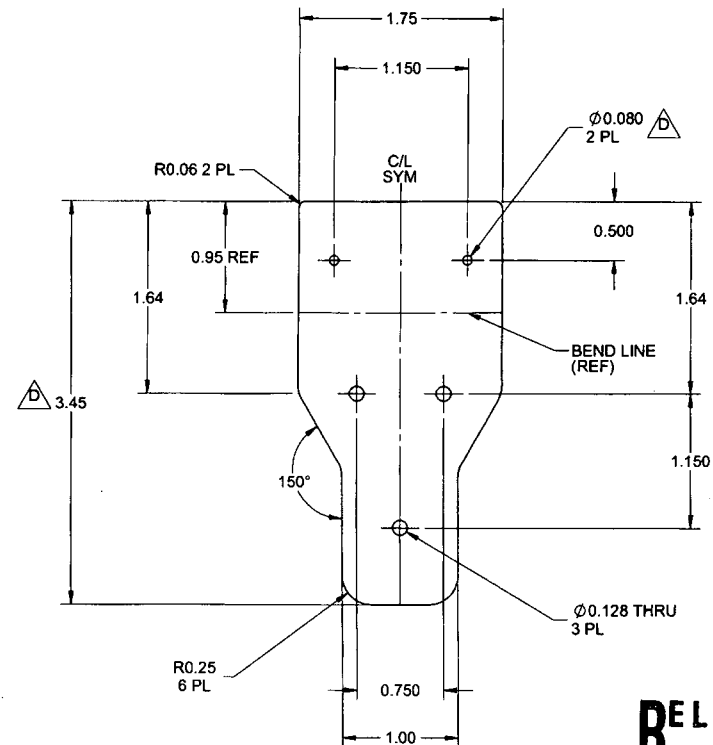 1.75
1.150
Ø0.080 D
2 PL
C/L
SYM
R0.06 2 PL
0.500
0.95 REF
1.64
1.64
BEND LINE
(REF)
D 3.45
1.150
150°
Ø0.128 THRU
3 PL
R0.25
6 PL
0.750
1.00
REL